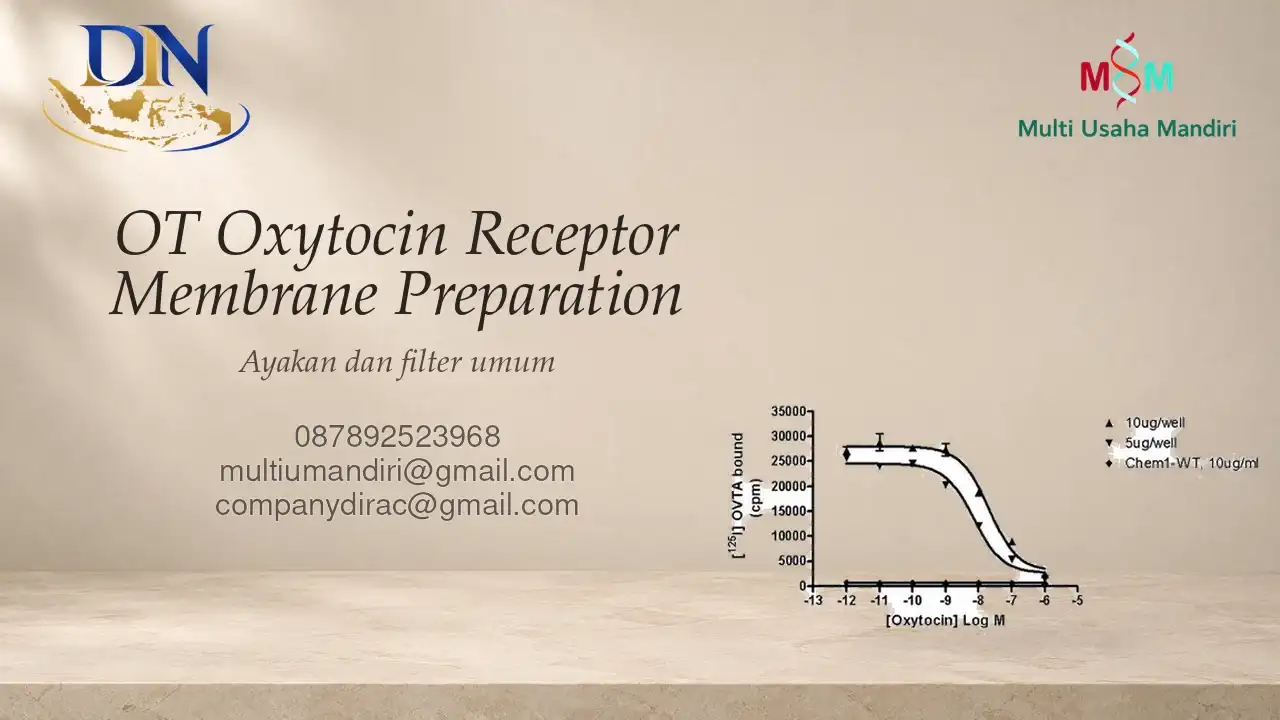 DIN
M M
Multi Usaha Mandiri
OT Oxytocin Receptor
Membrane Preparation
Ayakan dan filter umum
087892523968
multiumandiri@gmail.com
companydirac@gmail.com
[¹²⁵I] OVTA bound
(cpm)
35000
30000
25000
20000
15000
10000
5000
0
-13 -12 -11 -10 -9 -8 -7 -6 -5
[Oxytocin] Log M
10ug/well
5ug/well
Chem1-WT, 10ug/ml